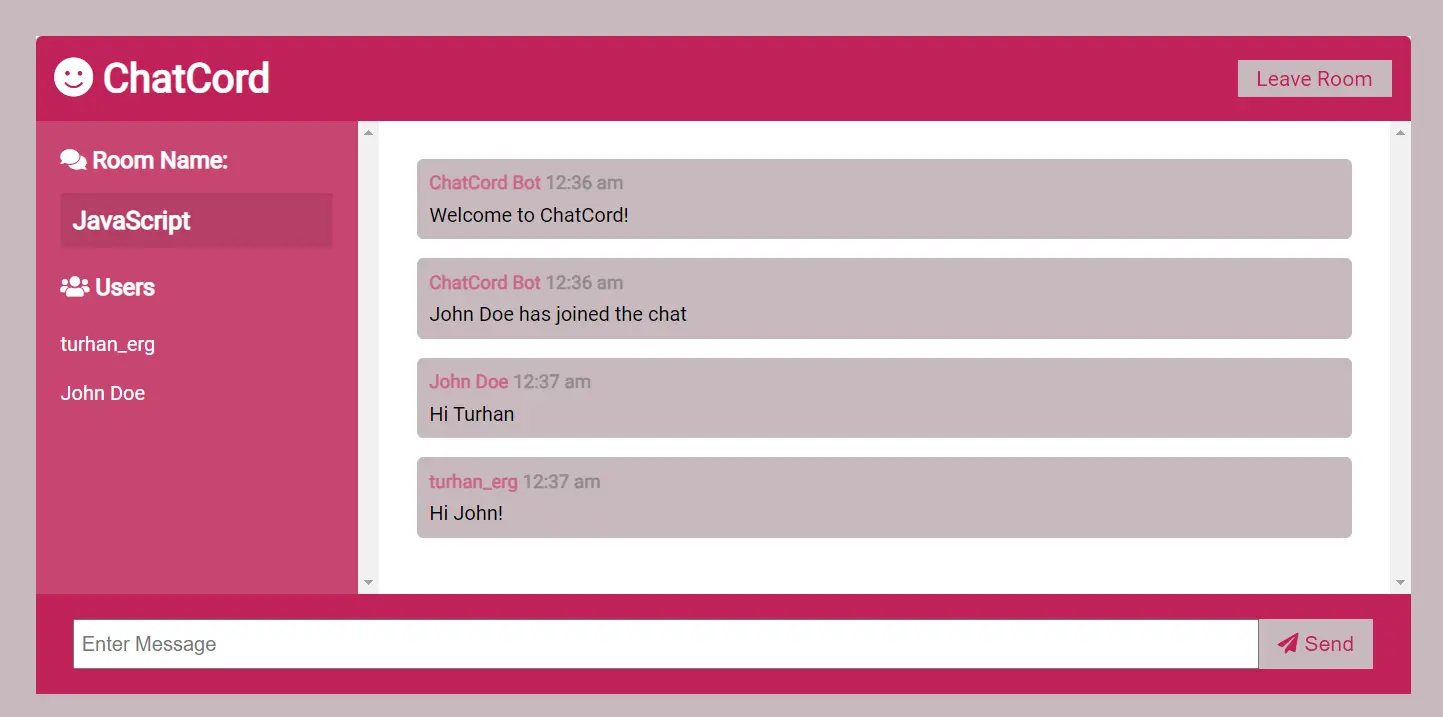 ChatCord
Leave Room
Room Name:
JavaScript
Users
turhan_erg
John Doe
ChatCord Bot 12:36 am
Welcome to ChatCord!
ChatCord Bot 12:36 am
John Doe has joined the chat
John Doe 12:37 am
Hi Turhan
turhan_erg 12:37 am
Hi John!
Enter Message
Send